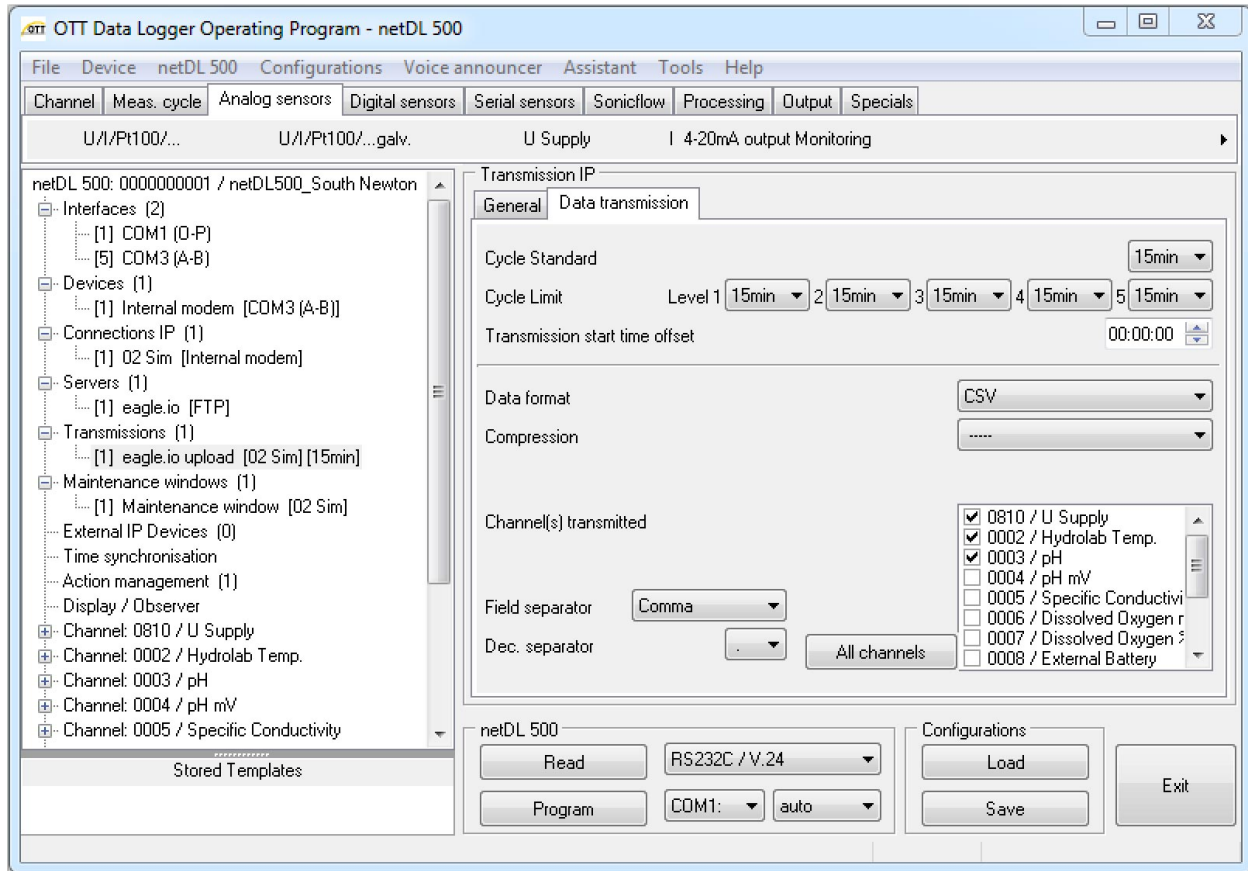 OTT OTT Data Logger Operating Program - netDL 500
File Device netDL 500 Configurations Voice announcer Assistant Tools Help
Channel Meas. cycle Analog sensors Digital sensors Serial sensors Sonicflow Processing Output Specials
U/I/Pt100/... U/I/Pt100/...galv. U Supply I 4-20mA output Monitoring
netDL 500: 0000000001 / netDL500_South Newton
Interfaces (2)
[1] COM1 (O-P)
[5] COM3 (A-B)
Devices (1)
[1] Internal modem [COM3 (A-B)]
Connections IP (1)
[1] 02 Sim [Internal modem]
Servers (1)
[1] eagle.io [FTP]
Transmissions (1)
[1] eagle.io upload [02 Sim] [15min]
Maintenance windows (1)
[1] Maintenance window [02 Sim]
External IP Devices (0)
Time synchronisation
Action management (1)
Display / Observer
Channel: 0810 / U Supply
Channel: 0002 / Hydrolab Temp.
Channel: 0003 / pH
Channel: 0004 / pH mV
Channel: 0005 / Specific Conductivity
Stored Templates
Transmission IP
General Data transmission
Cycle Standard 15min
Cycle Limit Level 1 15min 2 15min 3 15min 4 15min 5 15min
Transmission start time offset 00:00:00
Data format CSV
Compression -----
Channel(s) transmitted
0810 / U Supply
0002 / Hydrolab Temp.
0003 / pH
0004 / pH mV
0005 / Specific Conductivi
0006 / Dissolved Oxygen
0007 / Dissolved Oxygen
0008 / External Battery
Field separator Comma
Dec. separator .
All channels
netDL 500
Read RS232C / V.24
Program COM1: auto
Configurations
Load
Save
Exit